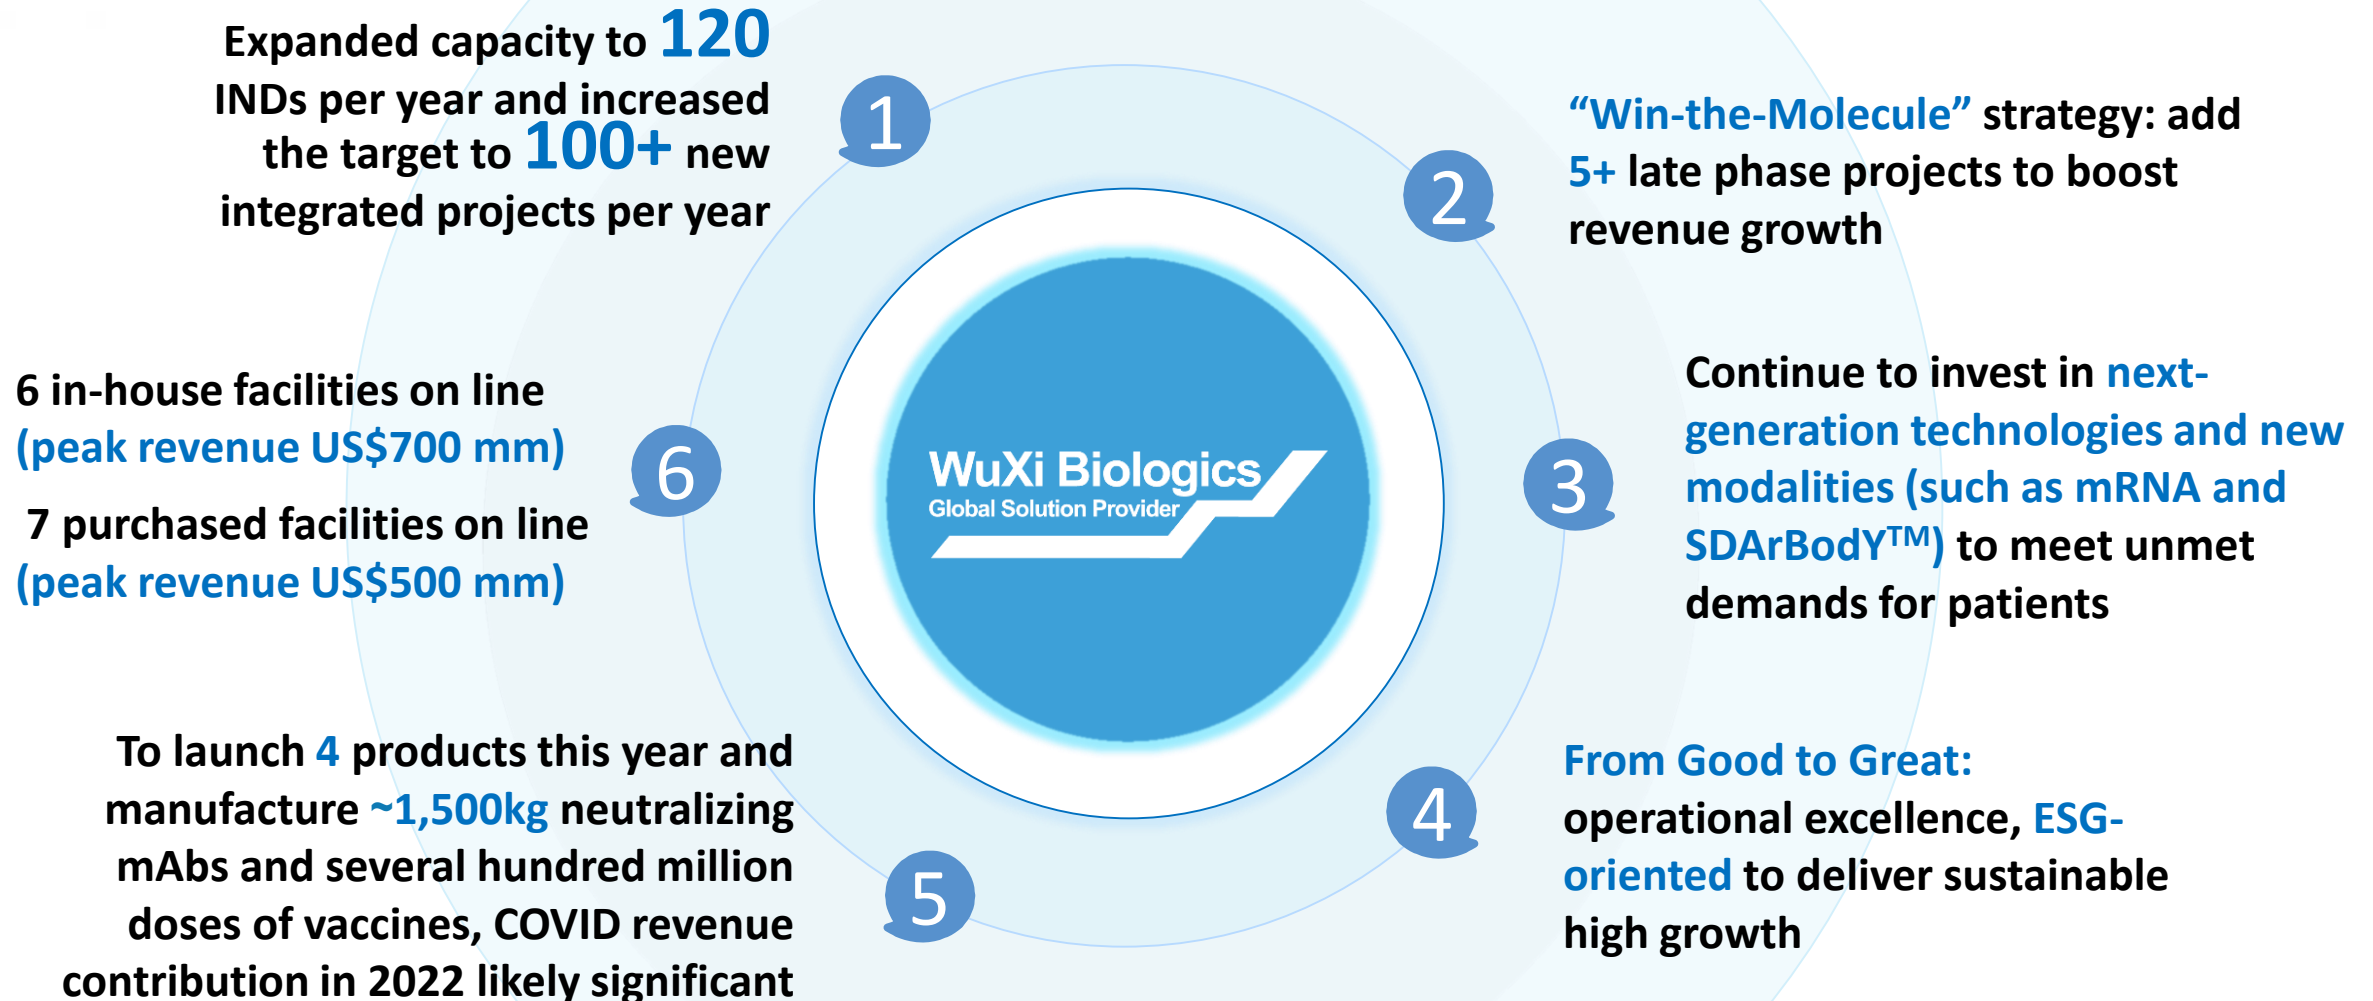 Expanded capacity to 120
INDs per year and increased
the target to 100+ new
integrated projects per year
1
2
“Win-the-Molecule” strategy: add
5+ late phase projects to boost
revenue growth
3
Continue to invest in next-
generation technologies and new
modalities (such as mRNA and
SDArBodY™) to meet unmet
demands for patients
4
From Good to Great:
operational excellence, ESG-
oriented to deliver sustainable
high growth
5
To launch 4 products this year and
manufacture ~1,500kg neutralizing
mAbs and several hundred million
doses of vaccines, COVID revenue
contribution in 2022 likely significant
6
6 in-house facilities on line
(peak revenue US$700 mm)
7 purchased facilities on line
(peak revenue US$500 mm)
WuXi Biologics
Global Solution Provider